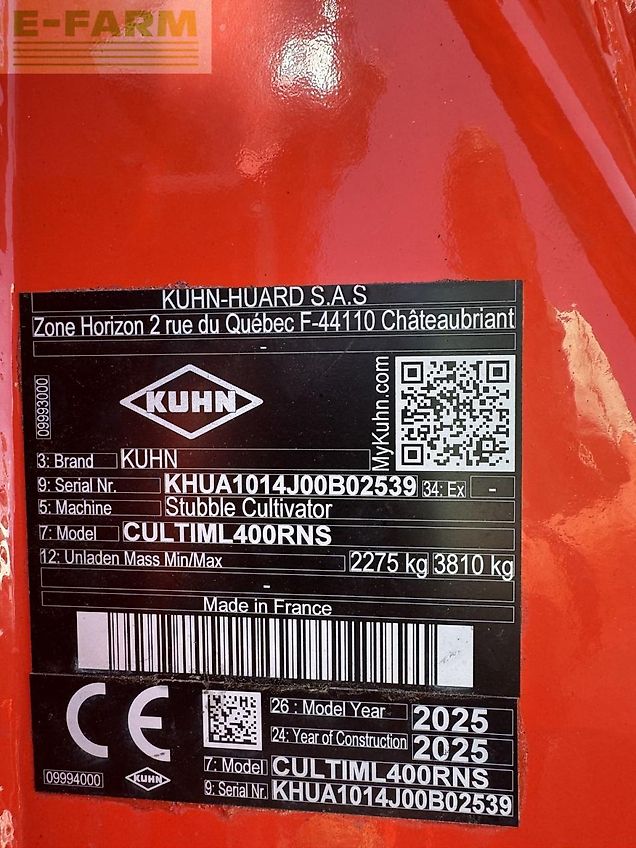 E-FARM
KUHN-HUARD S.A.S
Zone Horizon 2 rue du Québec F-44110 Châteaubriant
-
09993000
KUHN
MyKuhn.com
3: Brand KUHN
9: Serial Nr. KHUA1014J00B02539 34: Ex -
5: Machine Stubble Cultivator
7: Model CULTIML400RNS
12: Unladen Mass Min/Max 2275 kg 3810 kg
-
Made in France
CE
26 : Model Year 2025
24: Year of Construction 2025
7: Model CULTIML400RNS
09994000 KUHN 9: Serial Nr. KHUA1014J00B02539